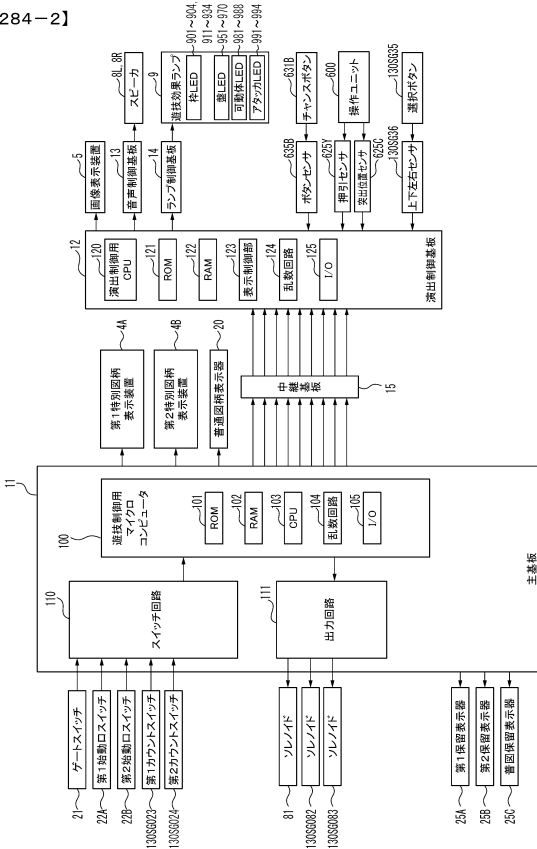 284-2】
11
主基板
110
スイッチ回路
100
遊技制御用
マイクロ
コンピュータ
101
ROM
102
RAM
103
CPU
104
乱数回路
105
I/O
111
出力回路
21
ゲートスイッチ
22A
第1始動口スイッチ
22B
第2始動口スイッチ
130SG023
第1カウントスイッチ
130SG024
第2カウントスイッチ
81
ソレノイド
130SG082
ソレノイド
130SG083
ソレノイド
25A
第1保留表示器
25B
第2保留表示器
25C
普図保留表示器
第1特別図柄
表示装置
4A
第2特別図柄
表示装置
4B
普通図柄表示器
20
中継基板
15
12
演出制御基板
120
演出制御用
CPU
121
ROM
122
RAM
123
表示制御部
124
乱数回路
125
I/O
画像表示装置
5
音声制御基板
13
スピーカ
8L, 8R
ランプ制御基板
14
遊技効果ランプ
9
枠LED
901~904,
911~934
盤LED
951~970
可動体LED
981~988
アタッカLED
991~994
ボタンセンサ
635B
チャンスボタン
631B
押引センサ
625Y
突出位置センサ
625C
操作ユニット
600
上下左右センサ
130SG36
選択ボタン
130SG35